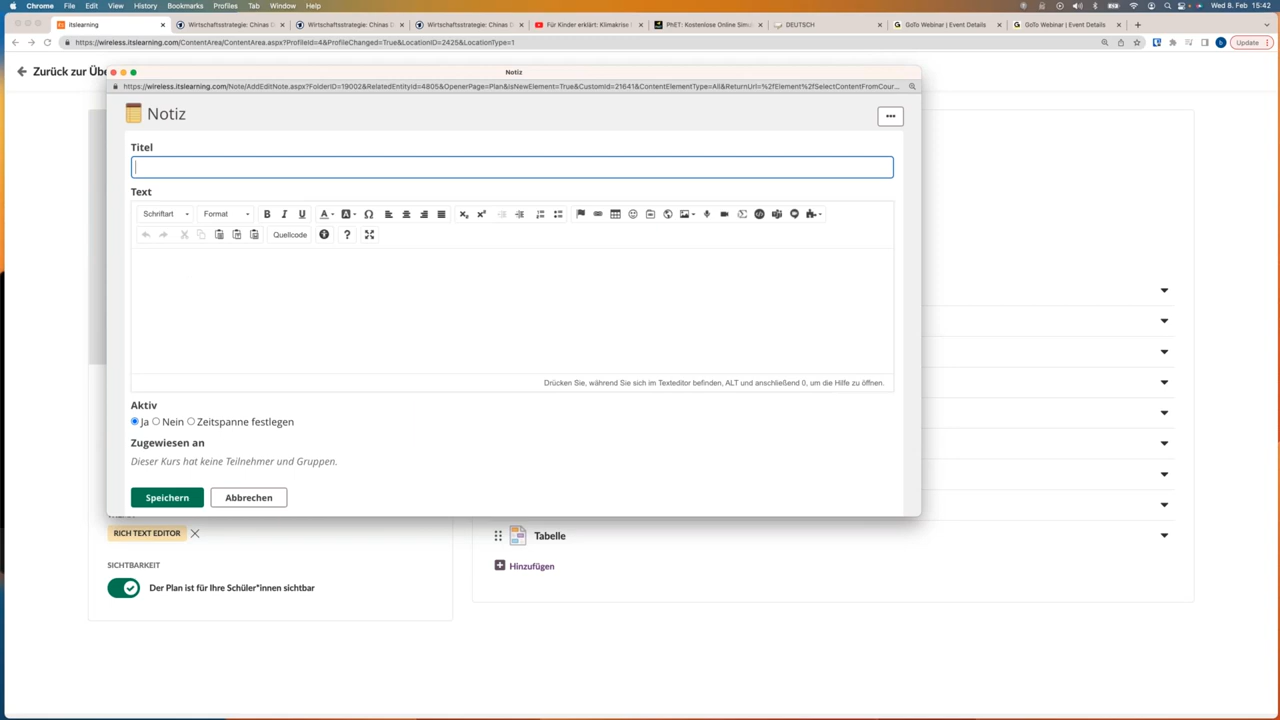 Chrome File Edit View History Bookmarks Profiles Tab Window Help Wed 8. Feb 15:42
itslearning Wirtschaftsstrategie: Chinas D Wirtschaftsstrategie: Chinas D Wirtschaftsstrategie: Chinas D Für Kinder erklärt: Klimakrise PhET: Kostenlose Online Simu DEUTSCH GoTo Webinar | Event Details GoTo Webinar | Event Details
https://wireless.itslearning.com/ContentArea/ContentArea.aspx?ProfileId=4&ProfileChanged=True&LocationID=2425&LocationType=1 Update
Zurück zur Übe
Notiz
https://wireless.itslearning.com/Note/AddEditNote.aspx?FolderID=19002&RelatedEntityId=4805&OpenerPage=Plan&IsNewElement=True&CustomId=21641&ContentElementType=All&ReturnUrl=%2fElement%2fSelectContentFromCour...
Notiz
Titel
Text
Schriftart Format B I U A A Ω
Quellcode ?
Drücken Sie, während Sie sich im Texteditor befinden, ALT und anschließend 0, um die Hilfe zu öffnen.
Aktiv
Ja Nein Zeitspanne festlegen
Zugewiesen an
Dieser Kurs hat keine Teilnehmer und Gruppen.
Speichern Abbrechen
RICH TEXT EDITOR
Tabelle
SICHTBARKEIT
Hinzufügen
Der Plan ist für Ihre Schüler*innen sichtbar